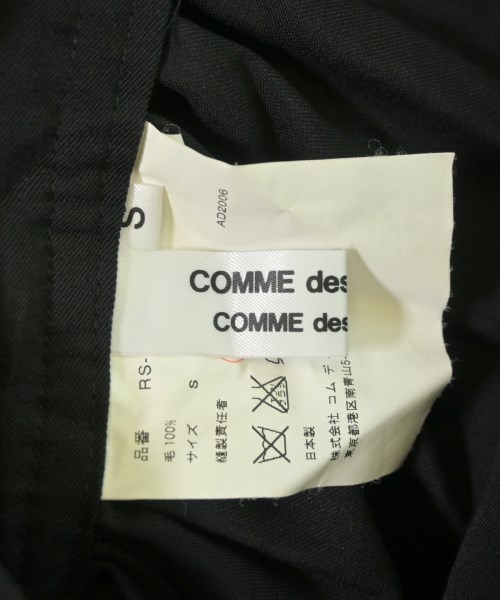 S
AD2006
COMME des
COMME des
品番 RS-
毛 100%
サイズ S
縫製責任者
日本製
株式会社 コム デ
東京都港区南青山5-